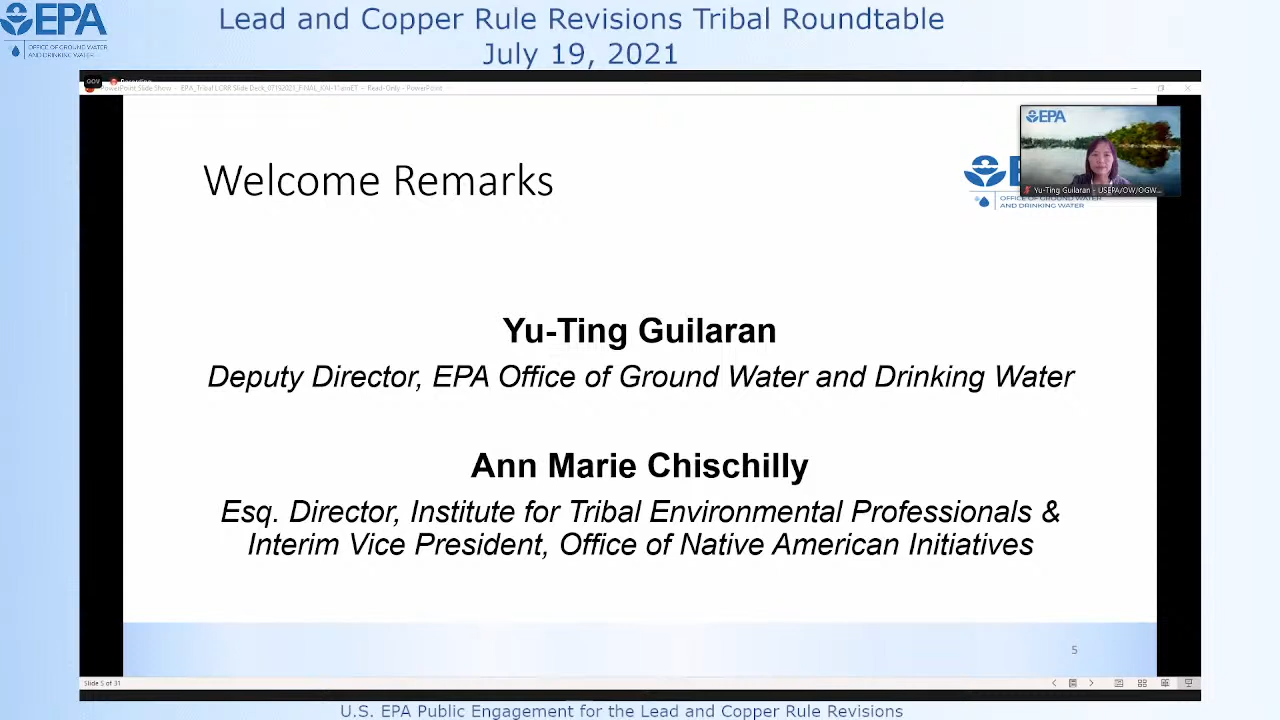 EPA
OFFICE OF GROUND WATER
AND DRINKING WATER
Lead and Copper Rule Revisions Tribal Roundtable
July 19, 2021
GOV
Recording
PowerPoint Slide Show - EPA_Tribal LCRR Slide Deck_07192021_FINAL_KAI-11amET - Read-Only - PowerPoint
Welcome Remarks
EPA
Yu-Ting Guilaran - USEPA/OW/OGW...
OFFICE OF GROUND WATER
AND DRINKING WATER
Yu-Ting Guilaran
Deputy Director, EPA Office of Ground Water and Drinking Water
Ann Marie Chischilly
Esq. Director, Institute for Tribal Environmental Professionals &
Interim Vice President, Office of Native American Initiatives
5
Slide 5 of 31
U.S. EPA Public Engagement for the Lead and Copper Rule Revisions